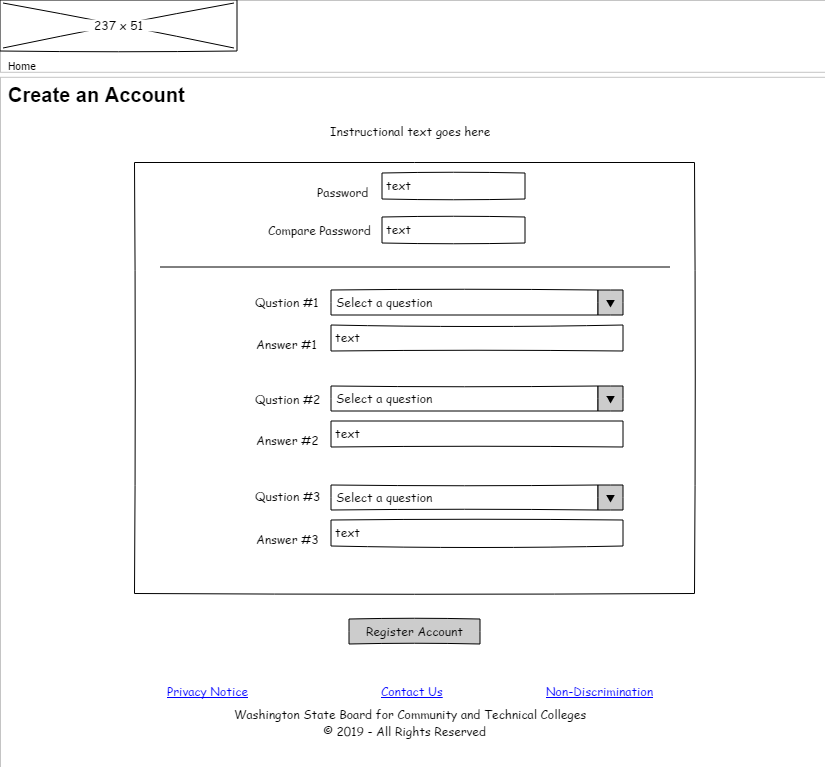 237 x 51
Home
Create an Account
Instructional text goes here
Password text
Compare Password text
Qustion #1 Select a question
Answer #1 text
Qustion #2 Select a question
Answer #2 text
Qustion #3 Select a question
Answer #3 text
Register Account
Privacy Notice Contact Us Non-Discrimination
Washington State Board for Community and Technical Colleges
© 2019 - All Rights Reserved